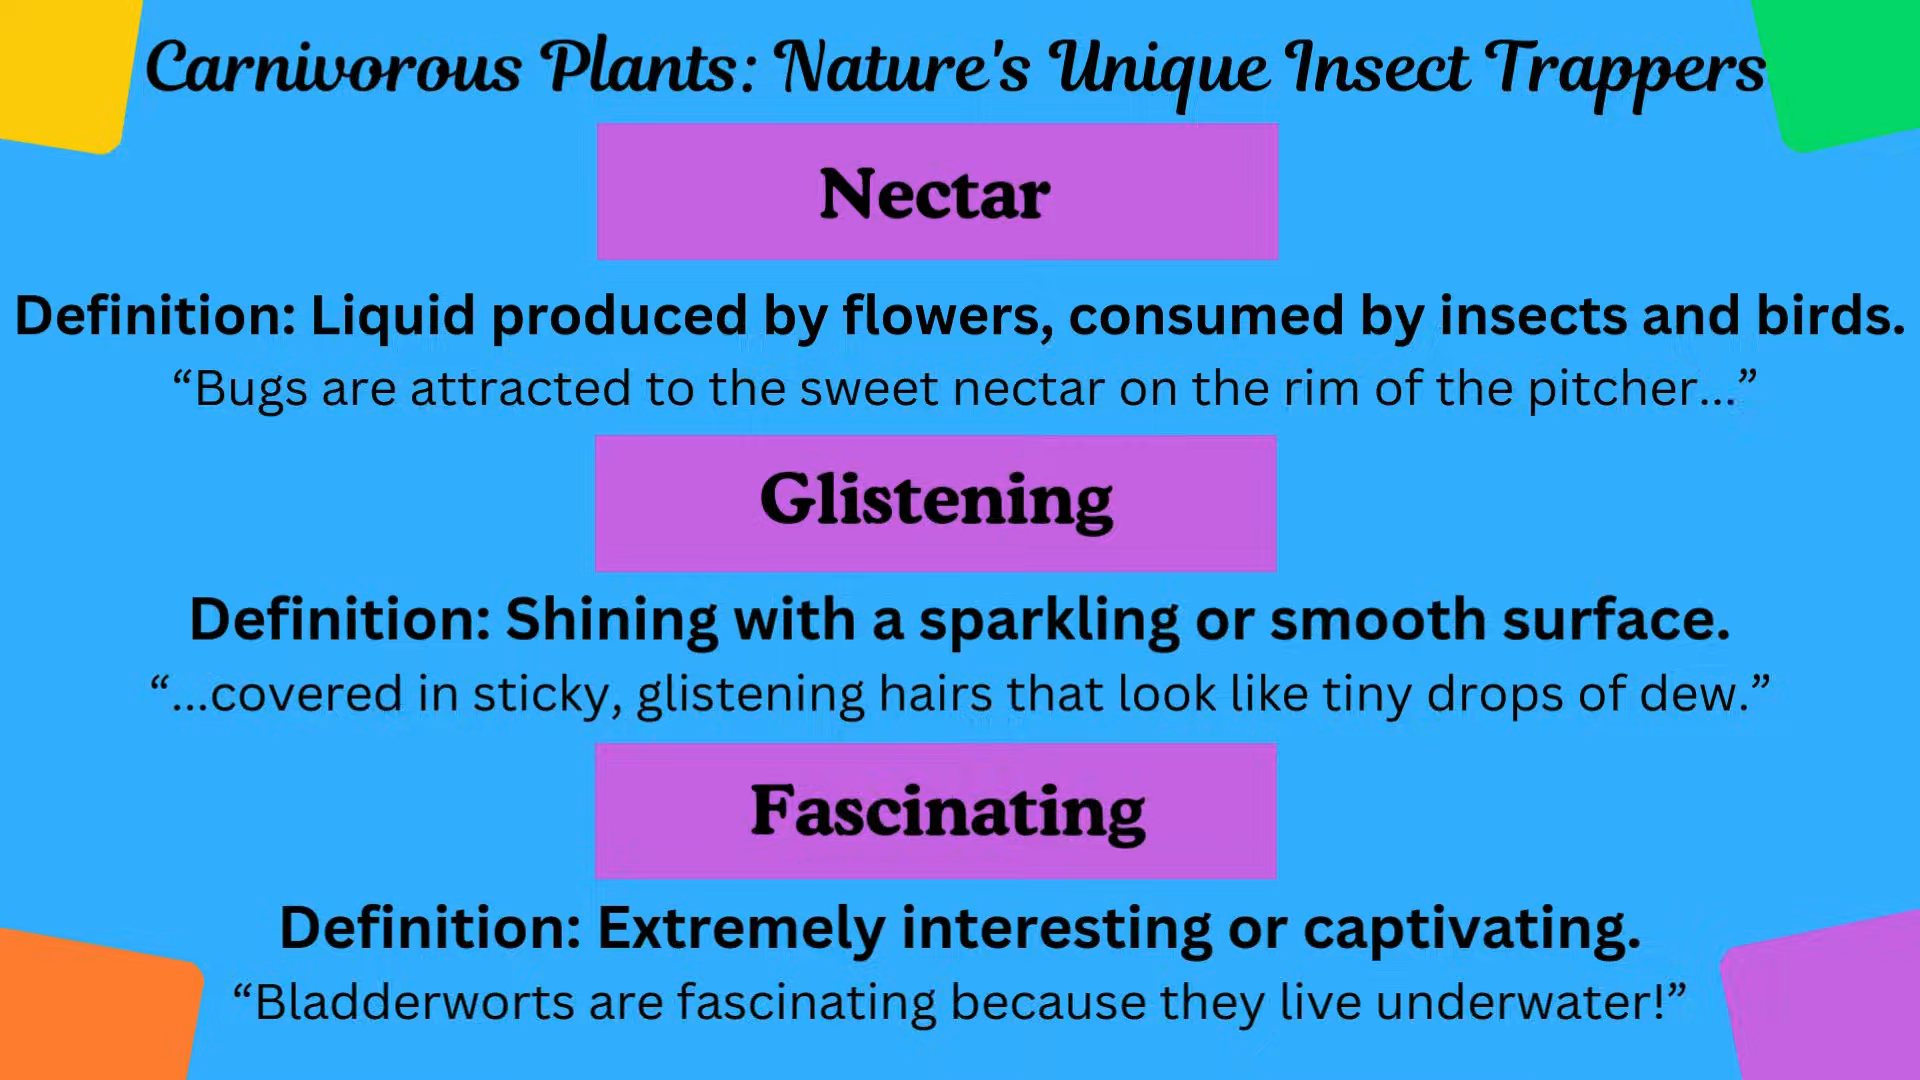 Carnivorous Plants: Nature's Unique Insect Trappers
Nectar
Definition: Liquid produced by flowers, consumed by insects and birds.
“Bugs are attracted to the sweet nectar on the rim of the pitcher...”
Glistening
Definition: Shining with a sparkling or smooth surface.
“...covered in sticky, glistening hairs that look like tiny drops of dew.”
Fascinating
Definition: Extremely interesting or captivating.
“Bladderworts are fascinating because they live underwater!”